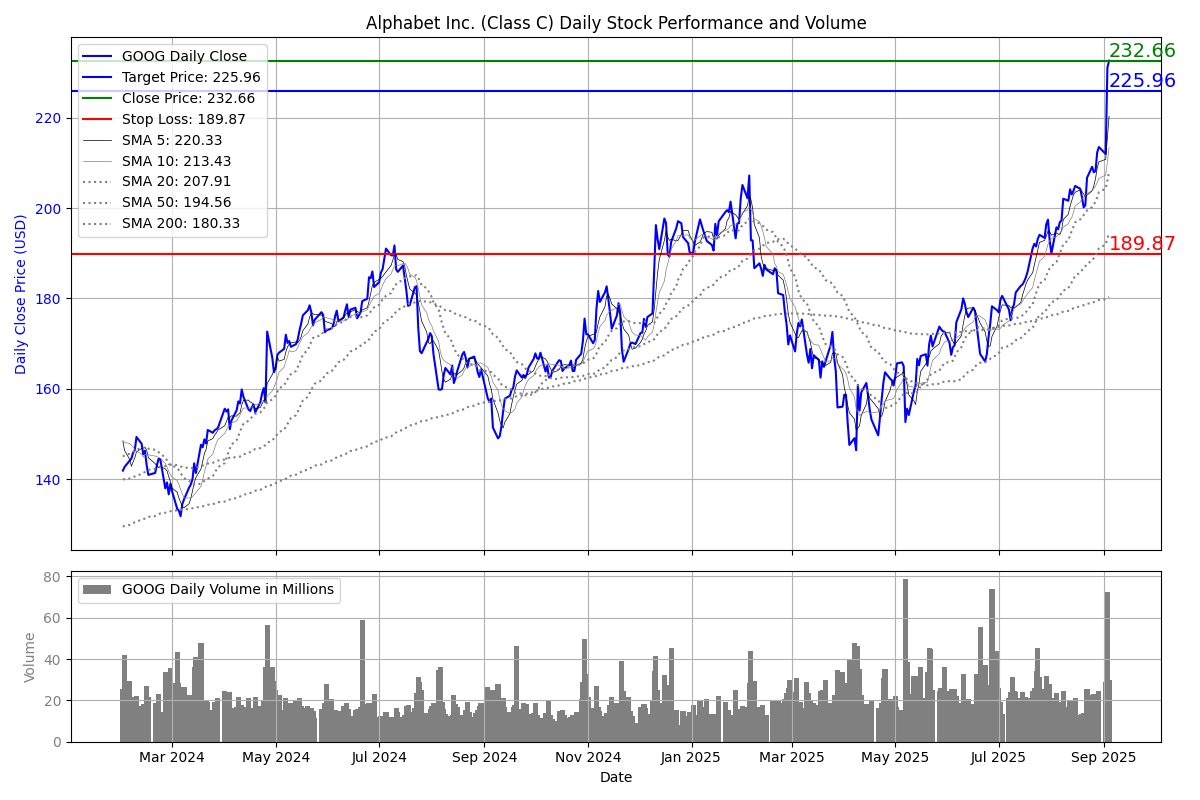 Alphabet Inc. (Class C) Daily Stock Performance and Volume
GOOG Daily Close
Target Price: 225.96
Close Price: 232.66
Stop Loss: 189.87
SMA 5: 220.33
SMA 10: 213.43
SMA 20: 207.91
SMA 50: 194.56
SMA 200: 180.33
232.66
225.96
189.87
Daily Close Price (USD)
220
200
180
160
140
GOOG Daily Volume in Millions
Volume
80
60
40
20
0
Mar 2024
May 2024
Jul 2024
Sep 2024
Nov 2024
Jan 2025
Mar 2025
May 2025
Jul 2025
Sep 2025
Date